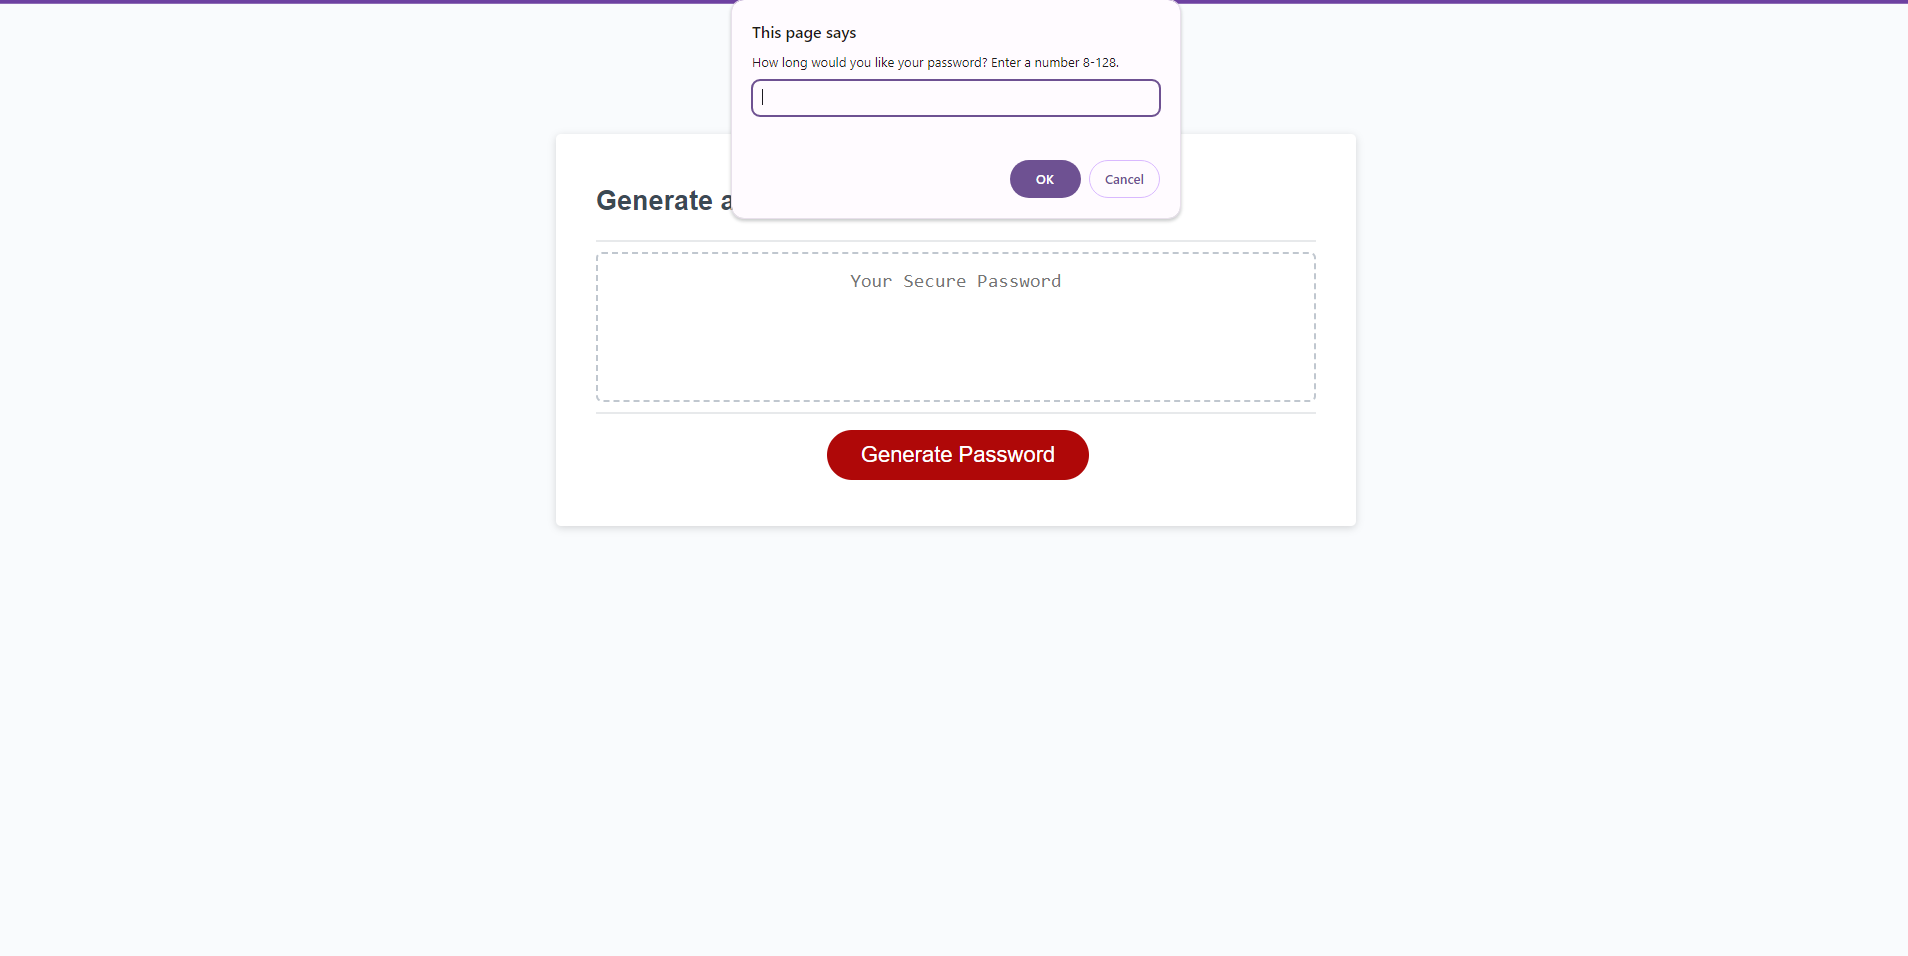 This page says
How long would you like your password? Enter a number 8-128.
OK Cancel
Generate a
Your Secure Password
Generate Password